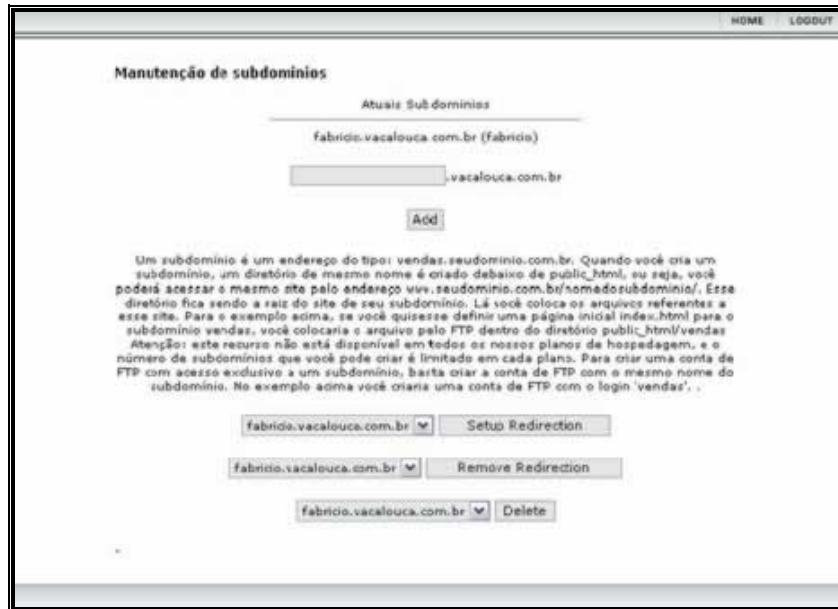 HOME LOGOUT
Manutenção de subdomínios
Atuais Subdomínios
fabricio.vacalouca.com.br (fabricio)
.vacalouca.com.br
Add
Um subdomínio é um endereço do tipo: vendas.seudominio.com.br. Quando você cria um
subdomínio, um diretório de mesmo nome é criado debaixo de public_html, ou seja, você
poderá acessar o mesmo site pelo endereço www.seudominio.com.br/nomedosubdominio/. Esse
diretório fica sendo a raiz do site de seu subdomínio. Lá você coloca os arquivos referentes a
esse site. Para o exemplo acima, se você quisesse definir uma página inicial index.html para o
subdomínio vendas, você colocaria o arquivo pelo FTP dentro do diretório public_html/vendas
Atenção: este recurso não está disponível em todos os nossos planos de hospedagem, e o
número de subdomínios que você pode criar é limitado em cada plano. Para criar uma conta de
FTP com acesso exclusivo a um subdomínio, basta criar a conta de FTP com o mesmo nome do
subdomínio. No exemplo acima você criaria uma conta de FTP com o login 'vendas'. .
fabricio.vacalouca.com.br Setup Redirection
fabricio.vacalouca.com.br Remove Redirection
fabricio.vacalouca.com.br Delete